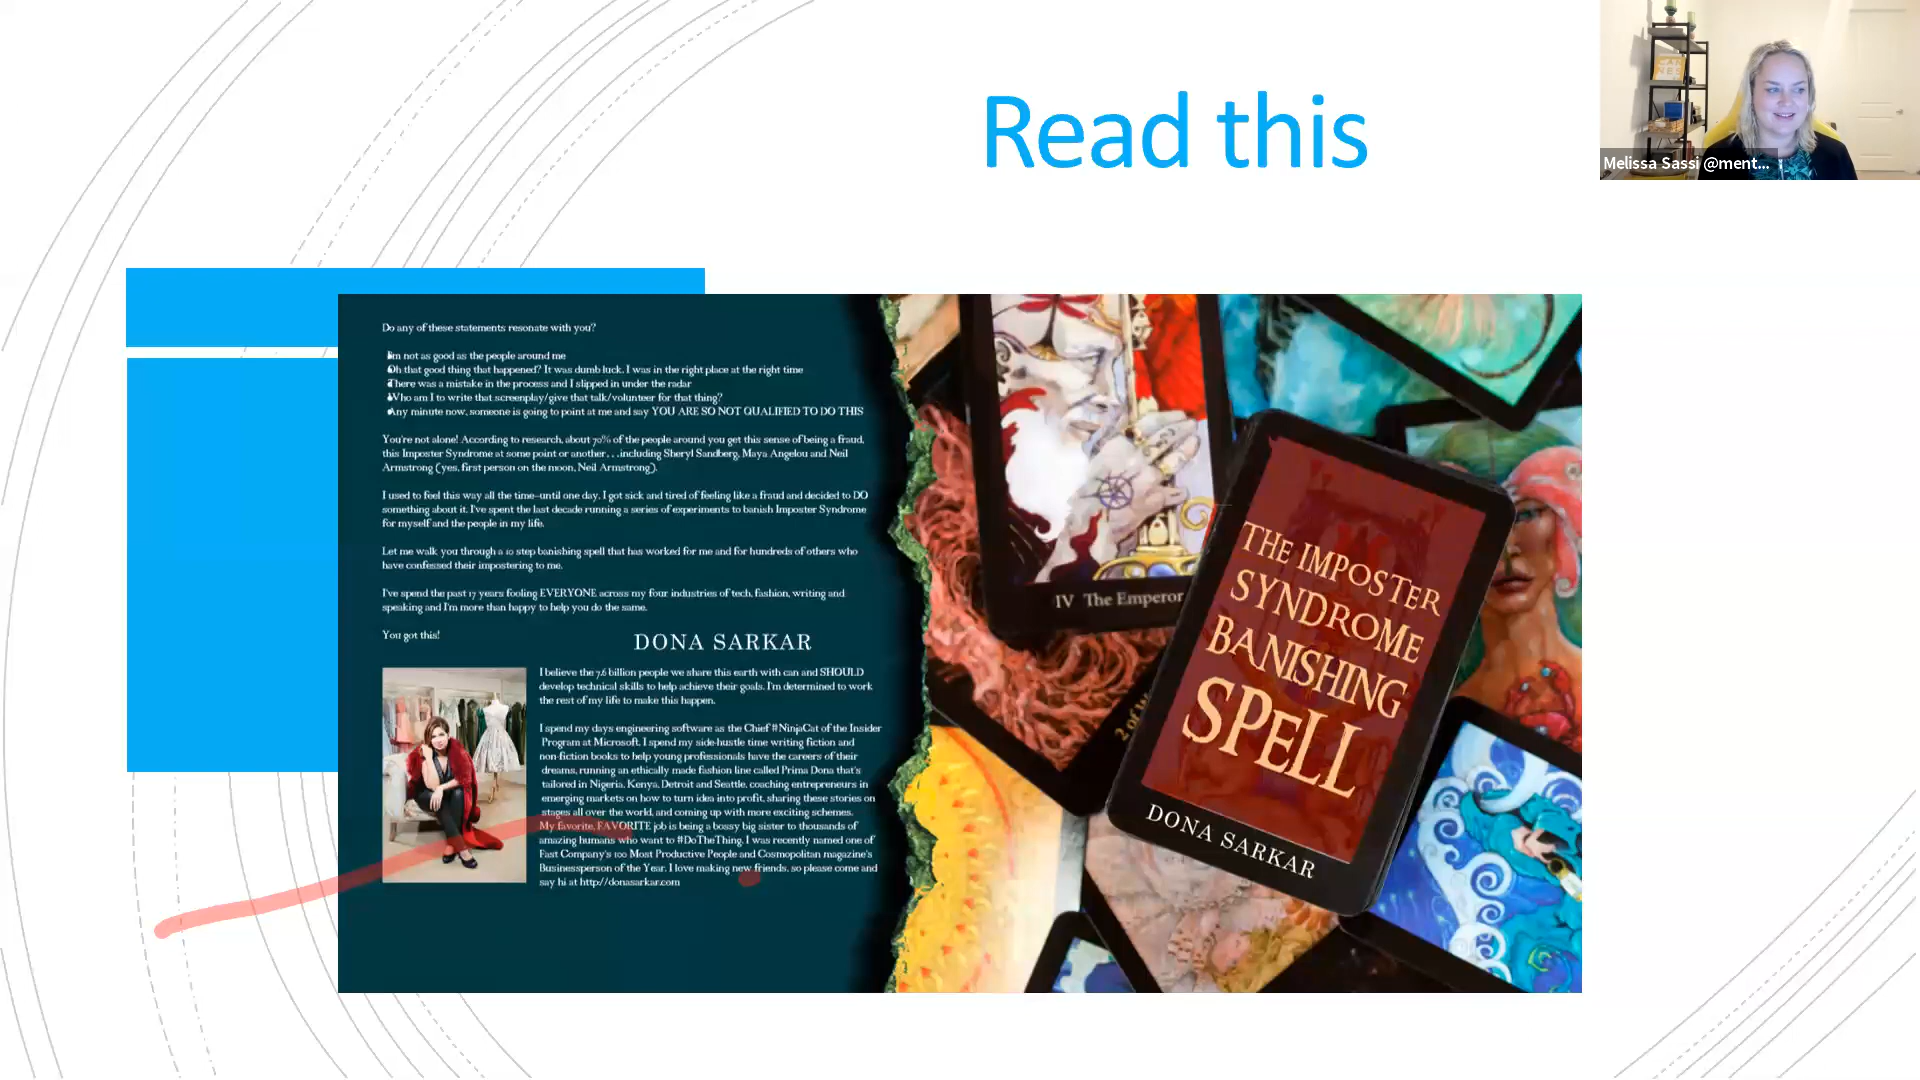 Read this
Melissa Sassi @ment...
Do any of these statements resonate with you?
I'm not as good as the people around me
Oh that good thing that happened? It was dumb luck. I was in the right place at the right time
There was a mistake in the process and I slipped in under the radar
Who am I to write that screenplay/give that talk/volunteer for that thing?
Any minute now, someone is going to point at me and say YOU ARE SO NOT QUALIFIED TO DO THIS
You're not alone! According to research, about 70% of the people around you get this sense of being a fraud,
this Imposter Syndrome at some point or another. . .including Sheryl Sandberg, Maya Angelou and Neil
Armstrong (yes, first person on the moon, Neil Armstrong).
I used to feel this way all the time–until one day, I got sick and tired of feeling like a fraud and decided to DO
something about it. I've spent the last decade running a series of experiments to banish Imposter Syndrome
for myself and the people in my life.
Let me walk you through a 10 step banishing spell that has worked for me and for hundreds of others who
have confessed their impostering to me.
I've spend the past 17 years fooling EVERYONE across my four industries of tech, fashion, writing and
speaking and I'm more than happy to help you do the same.
You got this!
DONA SARKAR
I believe the 7.6 billion people we share this earth with can and SHOULD
develop technical skills to help achieve their goals. I'm determined to work
the rest of my life to make this happen.
I spend my days engineering software as the Chief #NinjaCat of the Insider
Program at Microsoft. I spend my side-hustle time writing fiction and
non-fiction books to help young professionals have the careers of their
dreams, running an ethically made fashion line called Prima Dona that's
tailored in Nigeria, Kenya, Detroit and Seattle, coaching entrepreneurs in
emerging markets on how to turn idea into profit, sharing these stories on
stages all over the world, and coming up with more exciting schemes.
My favorite, FAVORITE job is being a bossy big sister to thousands of
amazing humans who want to #DoTheThing. I was recently named one of
Fast Company's 100 Most Productive People and Cosmopolitan magazine's
Businessperson of the Year. I love making new friends, so please come and
say hi at http://donasarkar.com
IV The Emperor
2 of
THE IMPOSTER
SYNDROME
BANISHING
SPELL
DONA SARKAR